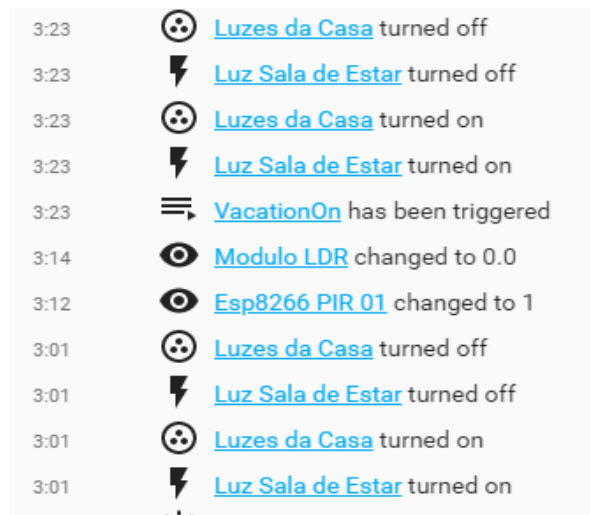 3:23 Luzes da Casa turned off
3:23 Luz Sala de Estar turned off
3:23 Luzes da Casa turned on
3:23 Luz Sala de Estar turned on
3:23 VacationOn has been triggered
3:14 Modulo LDR changed to 0.0
3:12 Esp8266 PIR 01 changed to 1
3:01 Luzes da Casa turned off
3:01 Luz Sala de Estar turned off
3:01 Luzes da Casa turned on
3:01 Luz Sala de Estar turned on